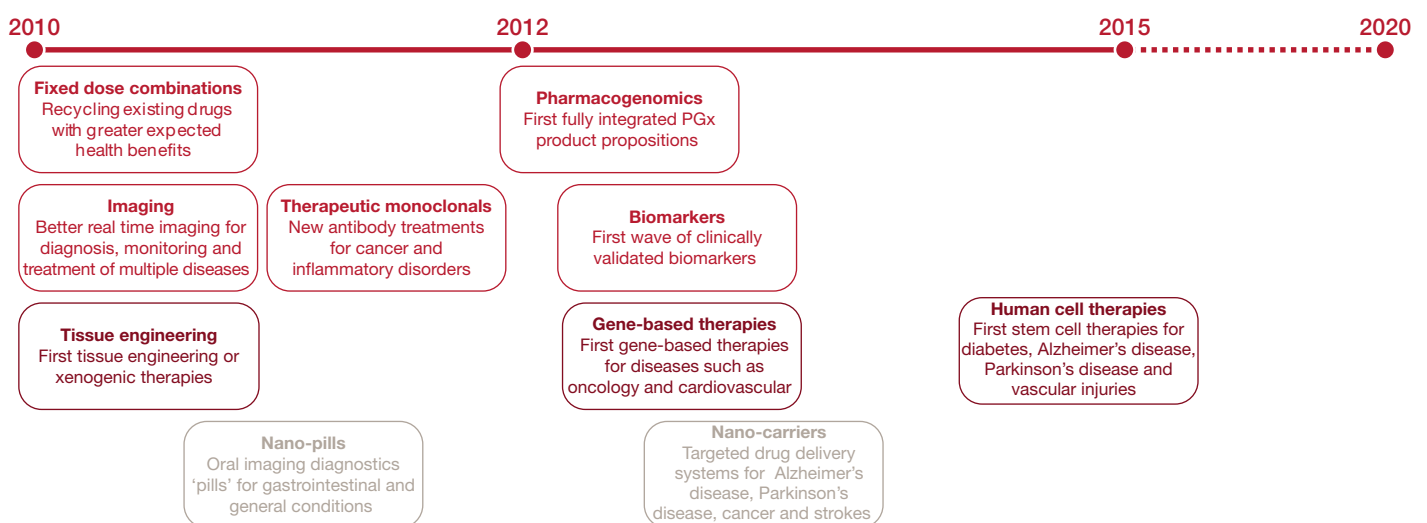 2010
2012
2015
2020
Fixed dose combinations
Recycling existing drugs
with greater expected
health benefits
Pharmacogenomics
First fully integrated PGx
product propositions
Imaging
Better real time imaging for
diagnosis, monitoring and
treatment of multiple diseases
Therapeutic monoclonals
New antibody treatments
for cancer and
inflammatory disorders
Biomarkers
First wave of clinically
validated biomarkers
Tissue engineering
First tissue engineering or
xenogenic therapies
Gene-based therapies
First gene-based therapies
for diseases such as
oncology and cardiovascular
Human cell therapies
First stem cell therapies for
diabetes, Alzheimer's disease,
Parkinson's disease and
vascular injuries
Nano-pills
Oral imaging diagnostics
'pills' for gastrointestinal and
general conditions
Nano-carriers
Targeted drug delivery
systems for Alzheimer's
disease, Parkinson's
disease, cancer and strokes